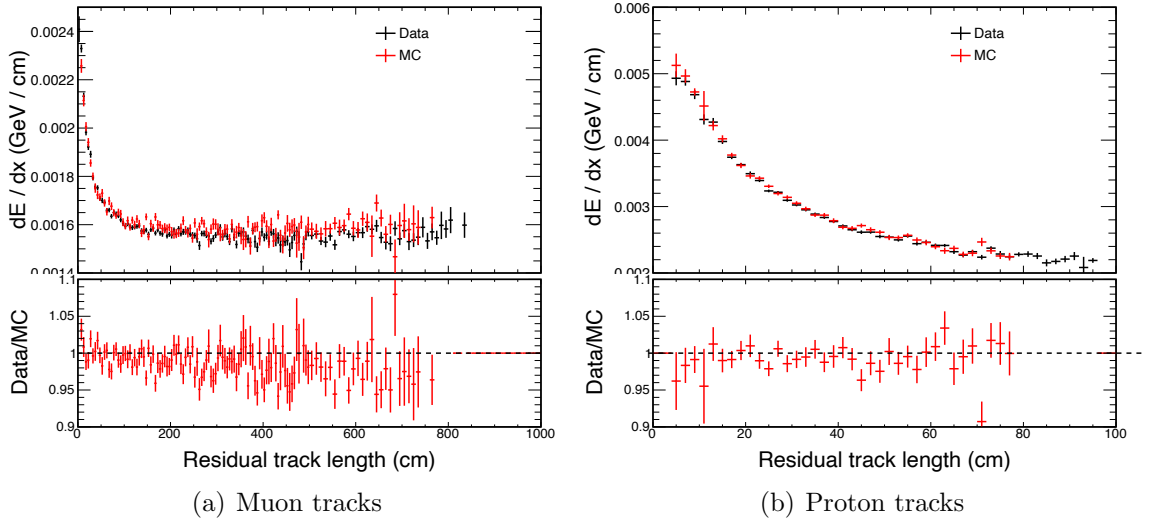 0.0024
0.0022
0.002
0.0018
0.0016
0.0014
dE / dx (GeV / cm)
Data
MC
1.1
1.05
1
0.95
0.9
Data/MC
0 200 400 600 800 1000
Residual track length (cm)
(a) Muon tracks
0.006
0.005
0.004
0.003
0.002
dE / dx (GeV / cm)
Data
MC
1.1
1.05
1
0.95
0.9
Data/MC
0 20 40 60 80 100
Residual track length (cm)
(b) Proton tracks